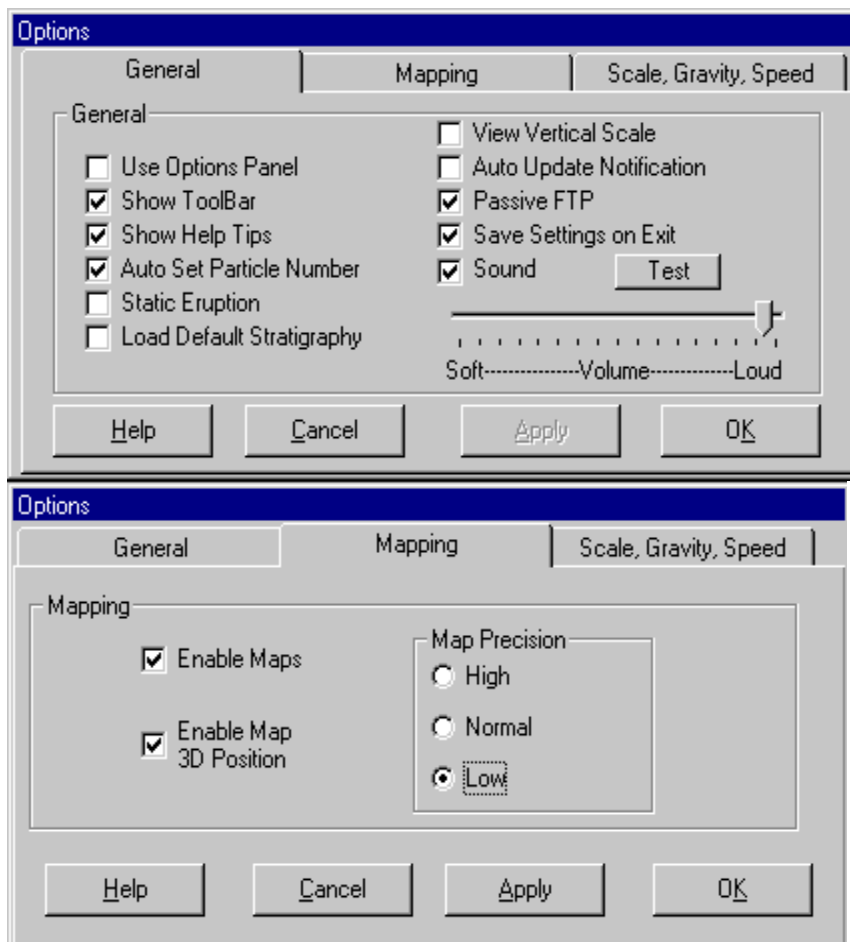 Options
General Mapping Scale, Gravity, Speed
General
Use Options Panel
Show ToolBar
Show Help Tips
Auto Set Particle Number
Static Eruption
Load Default Stratigraphy
View Vertical Scale
Auto Update Notification
Passive FTP
Save Settings on Exit
Sound Test
Soft--------------Volume-------------Loud
Help Cancel Apply OK
Options
General Mapping Scale, Gravity, Speed
Mapping
Enable Maps
Enable Map
3D Position
Map Precision
High
Normal
Low
Help Cancel Apply OK